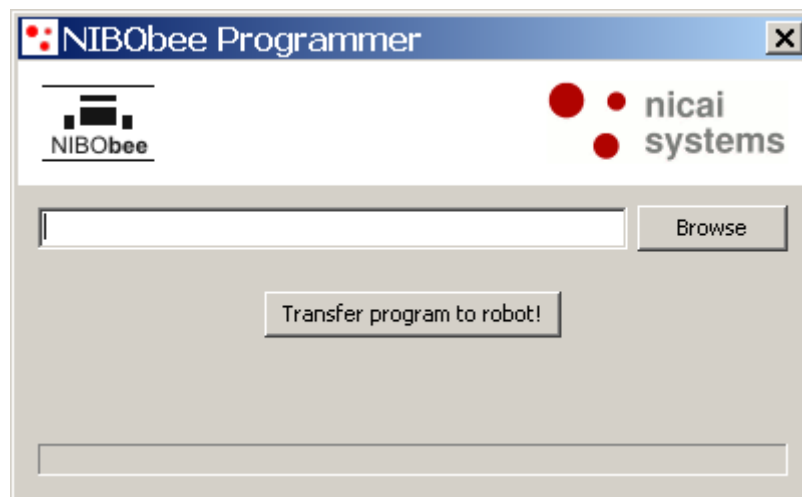 NIBObee Programmer
NIBObee
nicai
systems
Browse
Transfer program to robot!